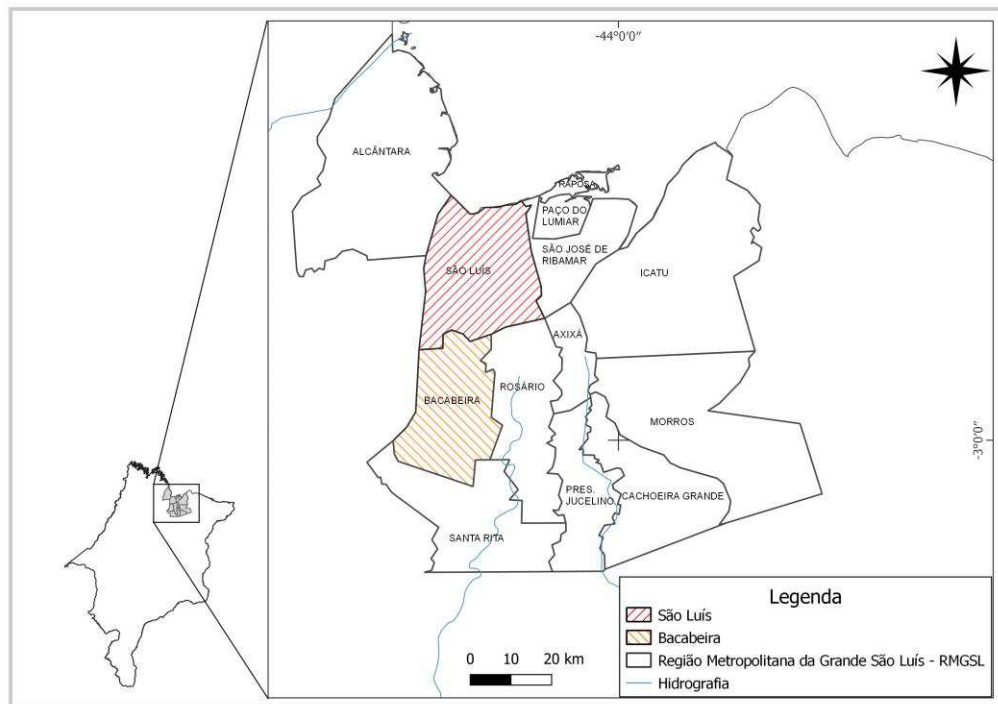 -44°0'0"
ALCÂNTARA
RAPOSA
PAÇO DO
LUMIAR
SÃO JOSÉ DE
RIBAMAR
SÃO LUÍS
ICATU
AXIXÁ
ROSÁRIO
BACABEIRA
MORROS
-3°0'0"
PRES.
JUCELINO
CACHOEIRA GRANDE
SANTA RITA
Legenda
São Luís
Bacabeira
Região Metropolitana da Grande São Luís - RMGSL
Hidrografia
0 10 20 km